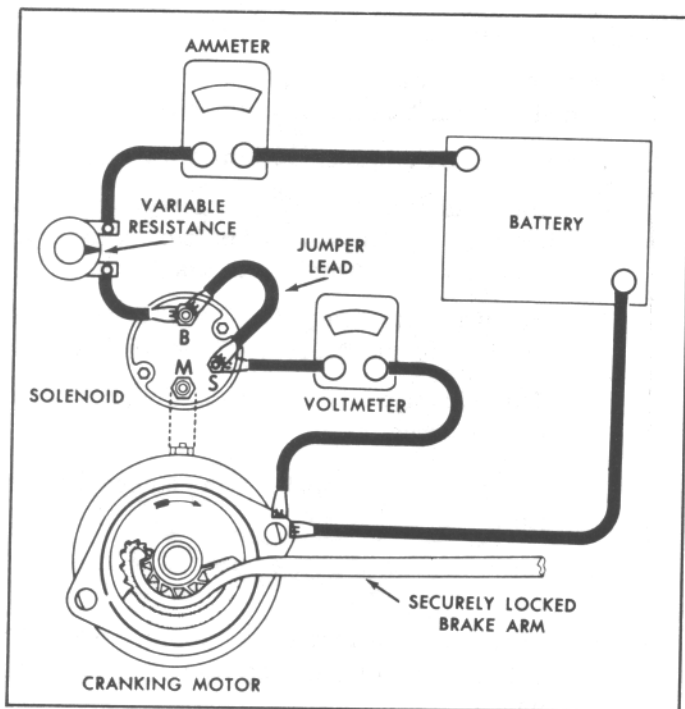 AMMETER
VARIABLE
RESISTANCE
JUMPER
LEAD
BATTERY
B
M
S
SOLENOID
VOLTMETER
SECURELY LOCKED
BRAKE ARM
CRANKING MOTOR